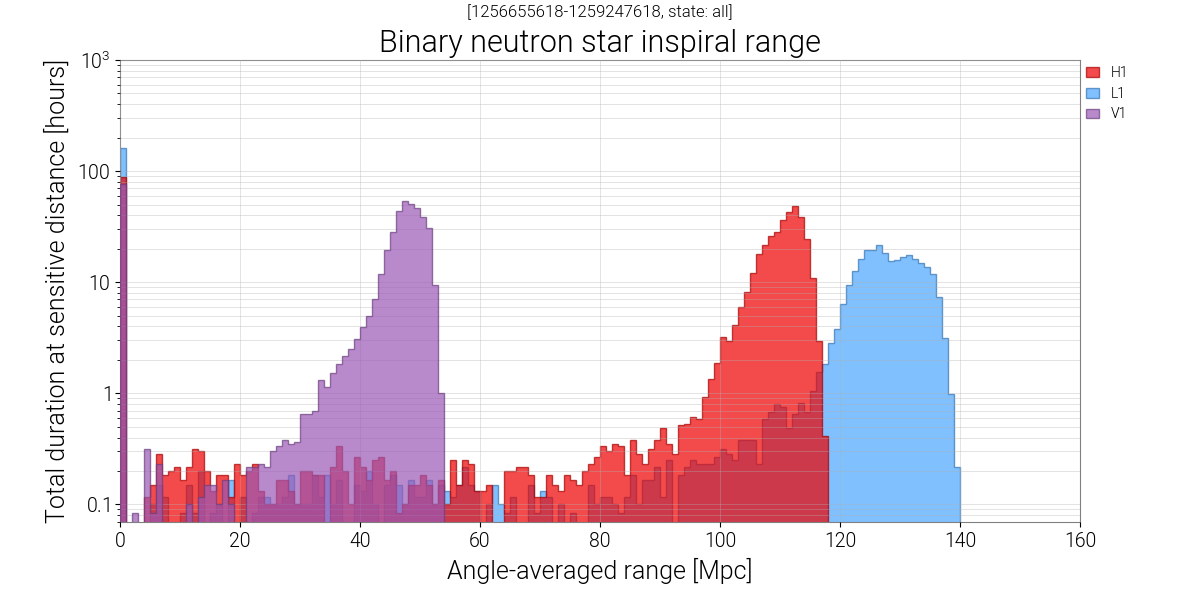 [1256655618-1259247618, state: all]
Binary neutron star inspiral range
Total duration at sensitive distance [hours]
10³
100
10
1
0.1
0 20 40 60 80 100 120 140 160
Angle-averaged range [Mpc]
H1
L1
V1